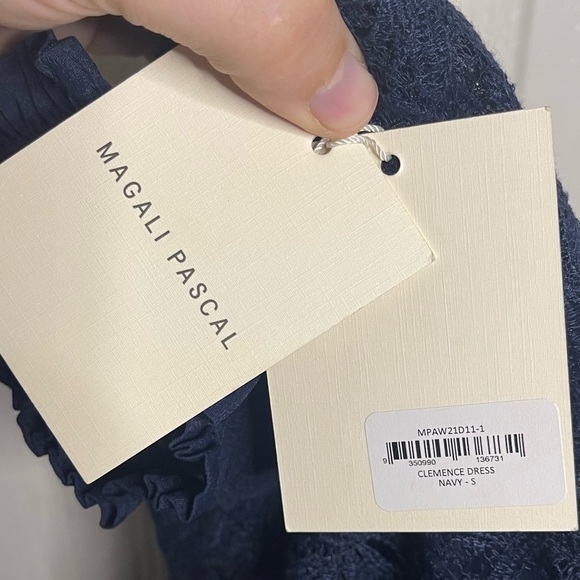 MAGALI PASCAL
MPAW21D11-1
9 350990 136731
CLEMENCE DRESS
NAVY - S